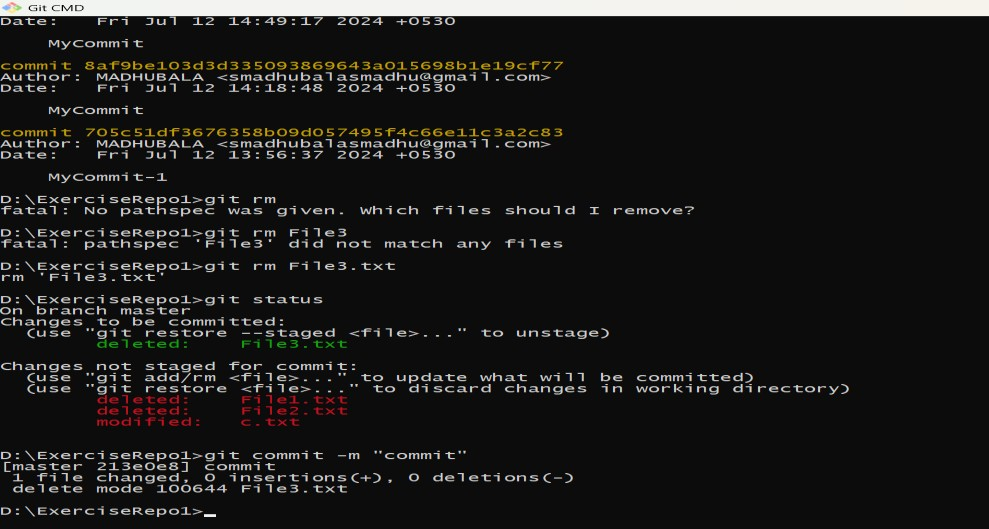 Git CMD
Date:   Fri Jul 12 14:49:17 2024 +0530
    MyCommit
commit 8af9be103d3d335093869643a015698b1e19cf77
Author: MADHUBALA <smadhubalasmadhu@gmail.com>
Date:   Fri Jul 12 14:18:48 2024 +0530
    MyCommit
commit 705c51df3676358b09d057495f4c66e11c3a2c83
Author: MADHUBALA <smadhubalasmadhu@gmail.com>
Date:   Fri Jul 12 13:56:37 2024 +0530
    MyCommit-1
D:\ExerciseRepo1>git rm
fatal: No pathspec was given. Which files should I remove?
D:\ExerciseRepo1>git rm File3
fatal: pathspec 'File3' did not match any files
D:\ExerciseRepo1>git rm File3.txt
rm 'File3.txt'
D:\ExerciseRepo1>git status
On branch master
Changes to be committed:
  (use "git restore --staged <file>..." to unstage)
        deleted:    File3.txt
Changes not staged for commit:
  (use "git add/rm <file>..." to update what will be committed)
  (use "git restore <file>..." to discard changes in working directory)
        deleted:    File1.txt
        deleted:    File2.txt
        modified:   c.txt
D:\ExerciseRepo1>git commit -m "commit"
[master 213e0e8] commit
 1 file changed, 0 insertions(+), 0 deletions(-)
 delete mode 100644 File3.txt
D:\ExerciseRepo1>